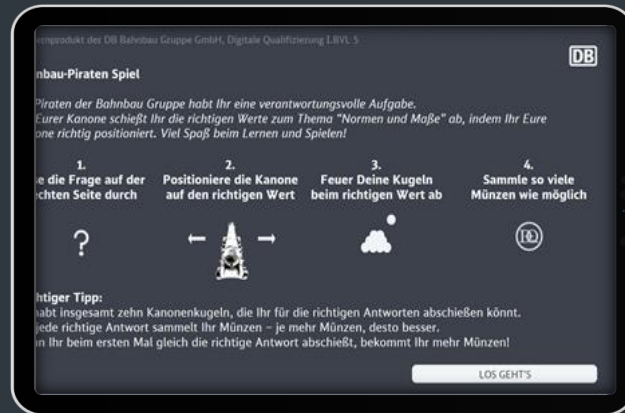 ernprodukt der DB Bahnbau Gruppe GmbH, Digitale Qualifizierung I.BVL 5
DB
nbau-Piraten Spiel
Piraten der Bahnbau Gruppe habt Ihr eine verantwortungsvolle Aufgabe.
Eurer Kanone schießt Ihr die richtigen Werte zum Thema "Normen und Maße" ab, indem Ihr Eure
one richtig positioniert. Viel Spaß beim Lernen und Spielen!
1.
e die Frage auf der
chten Seite durch
2.
Positioniere die Kanone
auf den richtigen Wert
3.
Feuer Deine Kugeln
beim richtigen Wert ab
4.
Sammle so viele
Münzen wie möglich
?
htiger Tipp:
abt insgesamt zehn Kanonenkugeln, die Ihr für die richtigen Antworten abschießen könnt.
jede richtige Antwort sammelt Ihr Münzen – je mehr Münzen, desto besser.
n Ihr beim ersten Mal gleich die richtige Antwort abschießt, bekommt Ihr mehr Münzen!
LOS GEHT'S